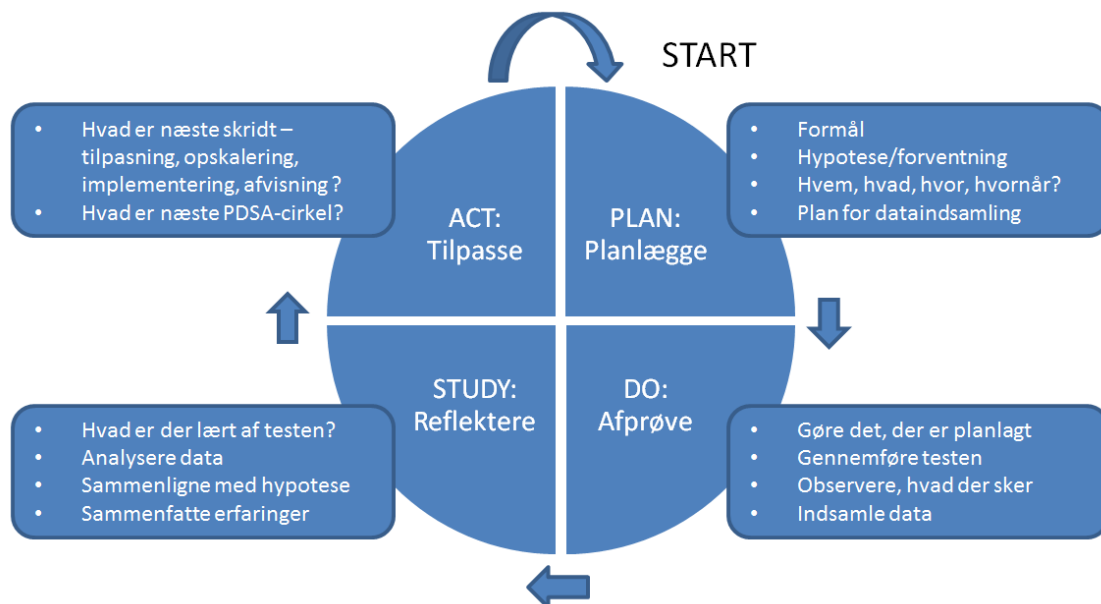 START
• Hvad er næste skridt –
tilpasning, opskalering,
implementering, afvisning ?
• Hvad er næste PDSA-cirkel?
• Formål
• Hypotese/forventning
• Hvem, hvad, hvor, hvornår?
• Plan for dataindsamling
ACT:
Tilpasse
PLAN:
Planlægge
STUDY:
Reflektere
DO:
Afprøve
• Hvad er der lært af testen?
• Analysere data
• Sammenligne med hypotese
• Sammenfatte erfaringer
• Gøre det, der er planlagt
• Gennemføre testen
• Observere, hvad der sker
• Indsamle data